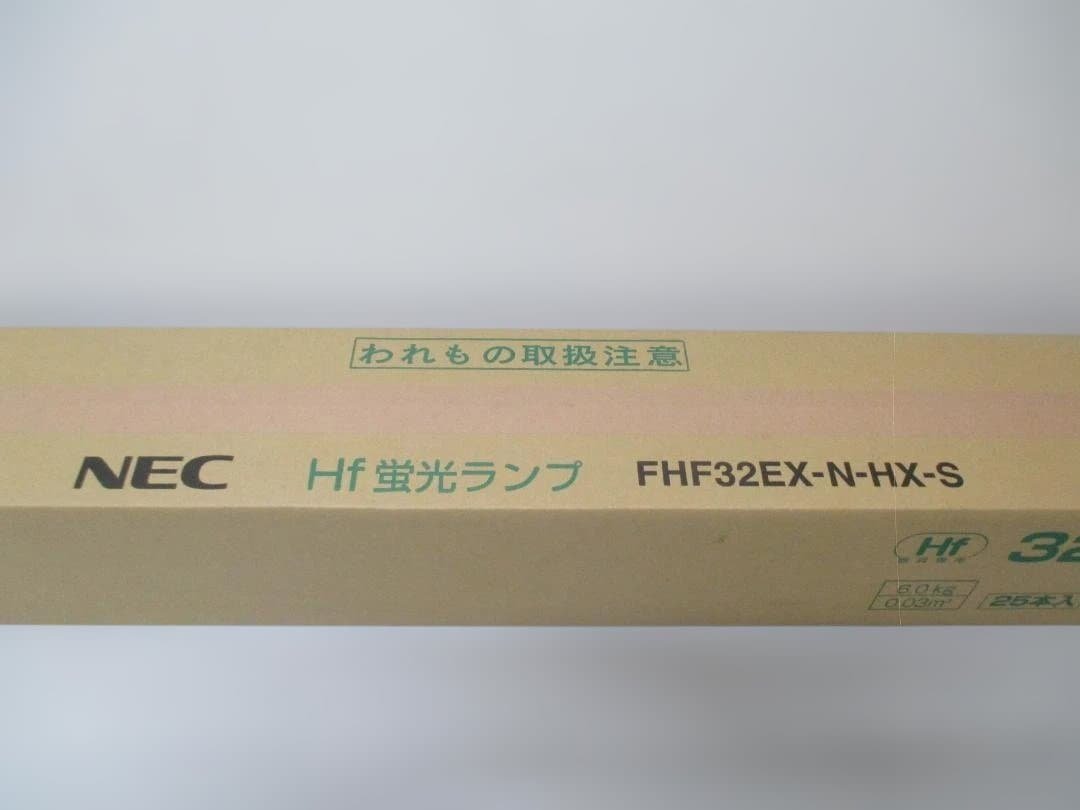 われもの取扱注意
NEC Hf蛍光ランプ FHF32EX-N-HX-S
Hf 32
6.0kg
0.03m³ 25本入